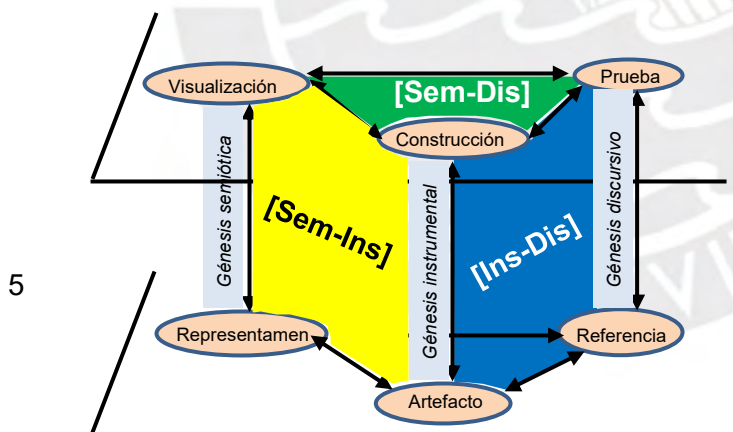 Visualización
Prueba
[Sem-Dis]
Construcción
Génesis semiótica
[Sem-Ins]
Génesis instrumental
[Ins-Dis]
Génesis discursivo
5
Representamen
Referencia
Artefacto